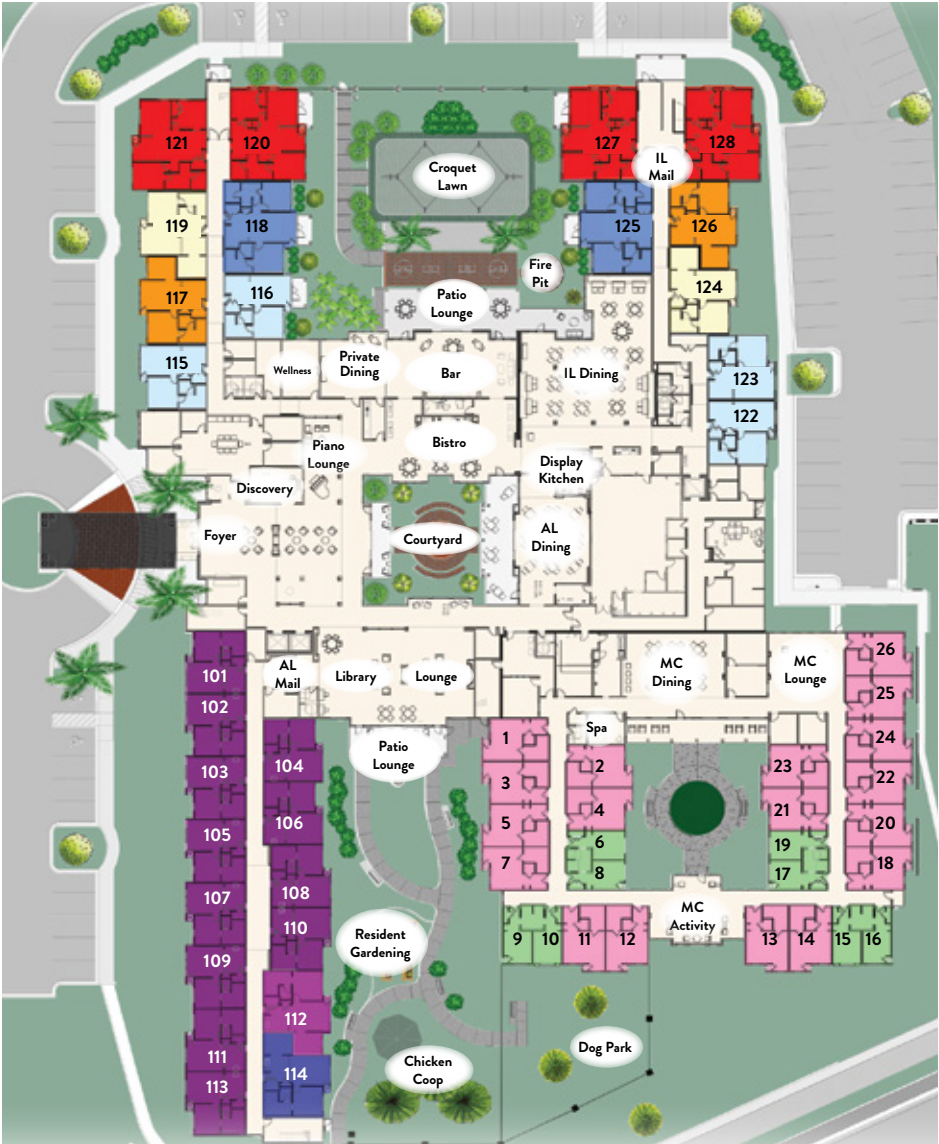 121
120
127
128
Croquet
Lawn
IL
Mail
119
118
125
126
Fire
Pit
117
116
124
Patio
Lounge
115
Wellness
Private
Dining
Bar
IL Dining
123
122
Piano
Lounge
Bistro
Display
Kitchen
Discovery
Foyer
Courtyard
AL
Dining
101
AL
Mail
Library
Lounge
MC
Dining
MC
Lounge
26
25
102
Spa
24
1
Patio
Lounge
104
2
23
22
103
3
4
21
106
5
20
105
6
19
7
8
17
18
107
108
MC
Activity
110
Resident
Gardening
9
10
11
12
13
14
15
16
109
112
Dog Park
111
114
113
Chicken
Coop